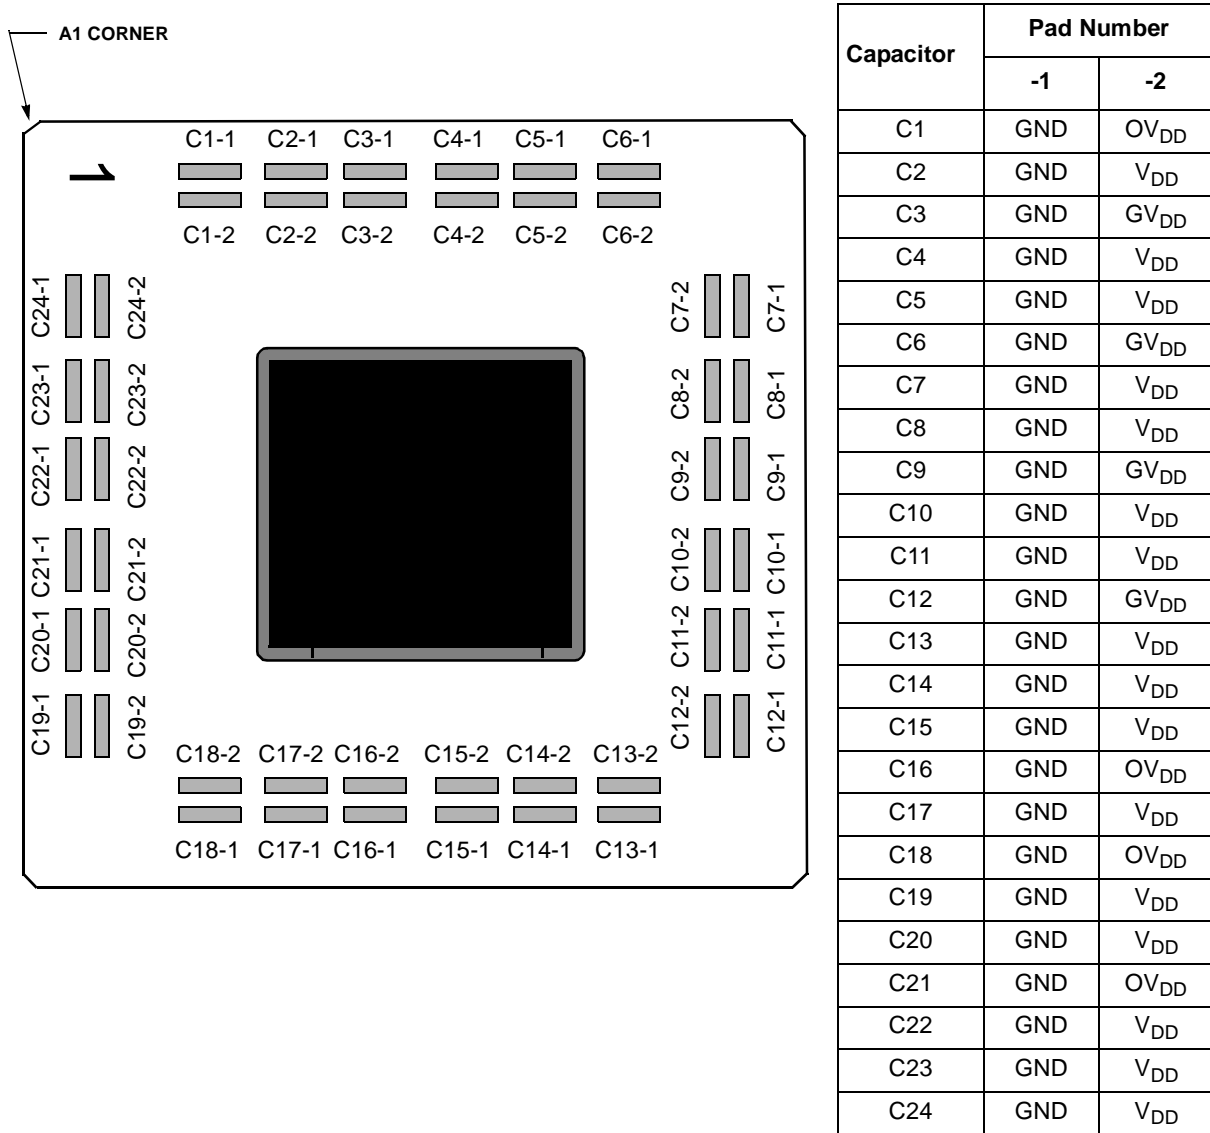 A1 CORNER
1
C1-1 C2-1 C3-1 C4-1 C5-1 C6-1
C1-2 C2-2 C3-2 C4-2 C5-2 C6-2
C24-1 C24-2 C7-2 C7-1
C23-1 C23-2 C8-2 C8-1
C22-1 C22-2 C9-2 C9-1
C21-1 C21-2 C10-2 C10-1
C20-1 C20-2 C11-2 C11-1
C19-1 C19-2 C12-2 C12-1
C18-2 C17-2 C16-2 C15-2 C14-2 C13-2
C18-1 C17-1 C16-1 C15-1 C14-1 C13-1
Capacitor Pad Number
-1 -2
C1 GND OVDD
C2 GND VDD
C3 GND GVDD
C4 GND VDD
C5 GND VDD
C6 GND GVDD
C7 GND VDD
C8 GND VDD
C9 GND GVDD
C10 GND VDD
C11 GND VDD
C12 GND GVDD
C13 GND VDD
C14 GND VDD
C15 GND VDD
C16 GND OVDD
C17 GND VDD
C18 GND OVDD
C19 GND VDD
C20 GND VDD
C21 GND OVDD
C22 GND VDD
C23 GND VDD
C24 GND VDD